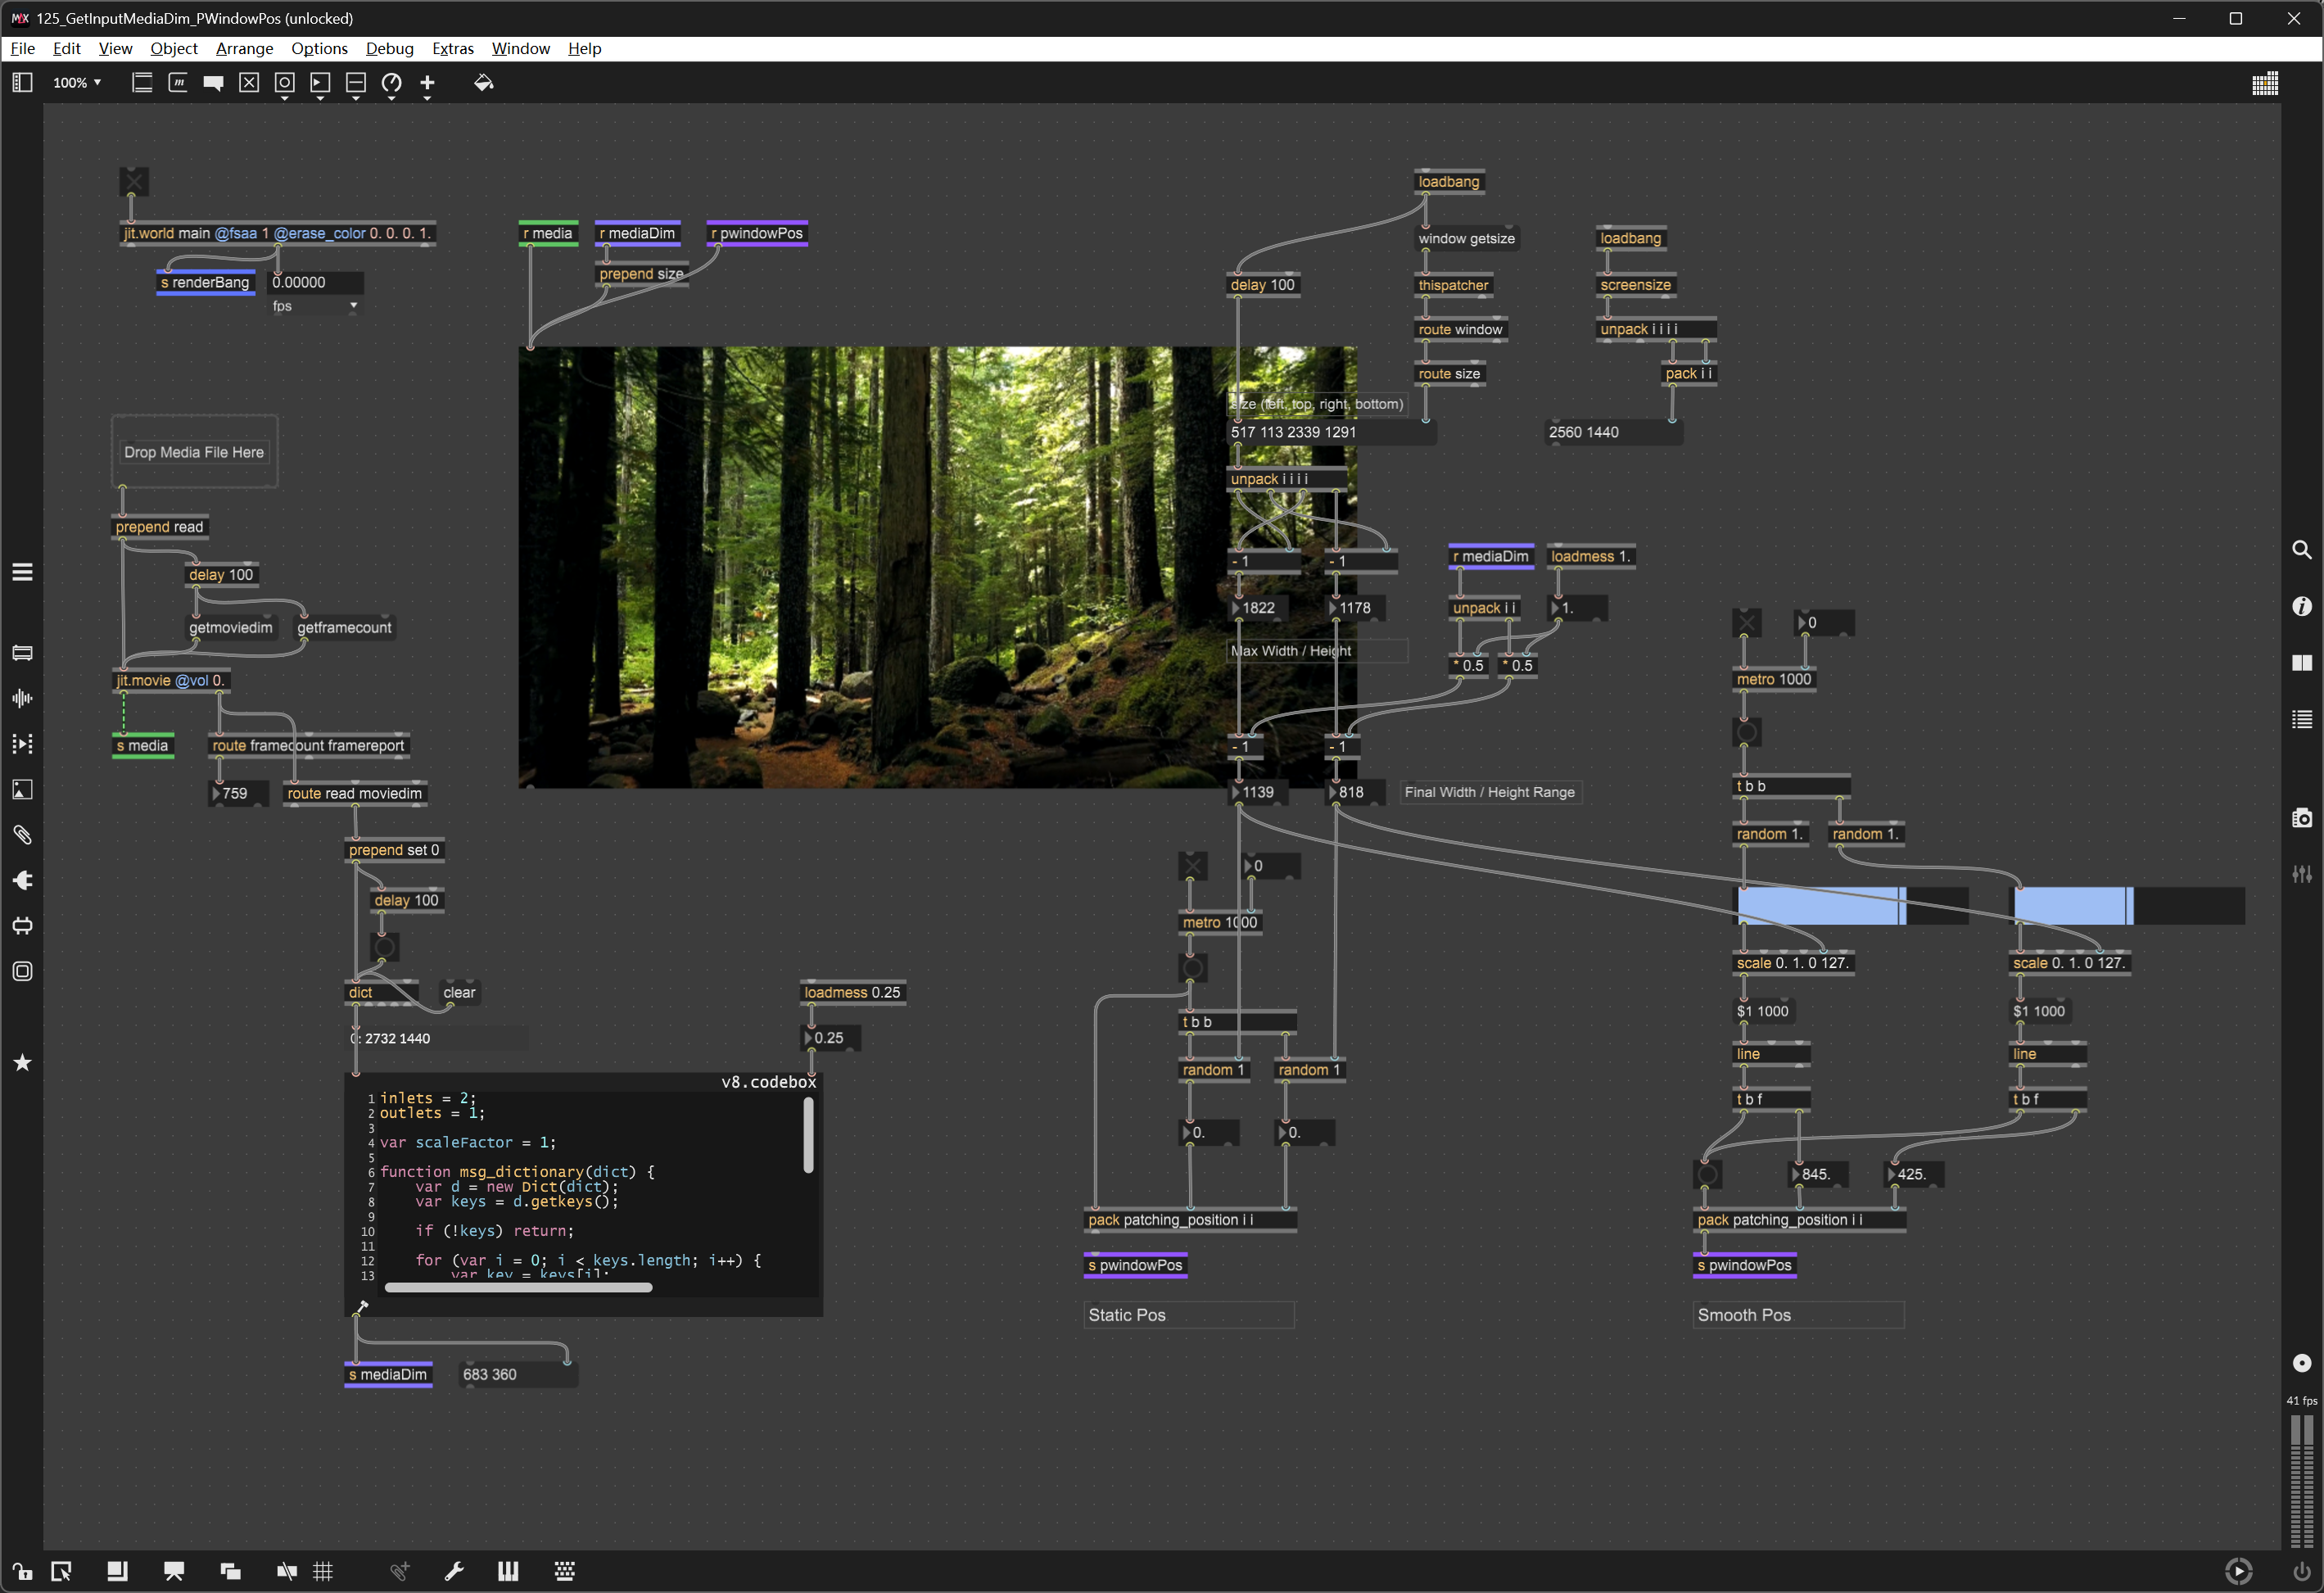 125_GetInputMediaDim_PWindowPos (unlocked)
File Edit View Object Arrange Options Debug Extras Window Help
100%
loadbang
jit.world main @fsaa 1 @erase_color 0. 0. 0. 1.
r media
r mediaDim
r pwindowPos
window getsize
loadbang
s renderBang
0.00000
fps
prepend size
delay 100
thispatcher
screensize
route window
unpack i i i i
route size
pack i i
size (left, top, right, bottom)
517 113 2339 1291
2560 1440
Drop Media File Here
unpack i i i i
prepend read
- 1
- 1
r mediaDim
loadmess 1.
delay 100
1822
1178
unpack i i
1.
getmoviedim
getframecount
0
Max Width / Height
* 0.5
* 0.5
jit.movie @vol 0.
metro 1000
s media
route framecount framereport
- 1
- 1
759
route read moviedim
1139
818
Final Width / Height Range
t b b
random 1.
random 1.
prepend set 0
0
delay 100
metro 1000
scale 0. 1. 0 127.
scale 0. 1. 0 127.
dict
clear
loadmess 0.25
$1 1000
$1 1000
0: 2732 1440
0.25
t b b
line
line
random 1
random 1
t b f
t b f
v8.codebox
1 inlets = 2;
2 outlets = 1;
3
4 var scaleFactor = 1;
5
6 function msg_dictionary(dict) {
7 var d = new Dict(dict);
8 var keys = d.getkeys();
9
10 if (!keys) return;
11
12 for (var i = 0; i < keys.length; i++) {
13 var key = keys[i];
0.
0.
845.
425.
pack patching_position i i
pack patching_position i i
s pwindowPos
s pwindowPos
Static Pos
Smooth Pos
s mediaDim
683 360
41 fps